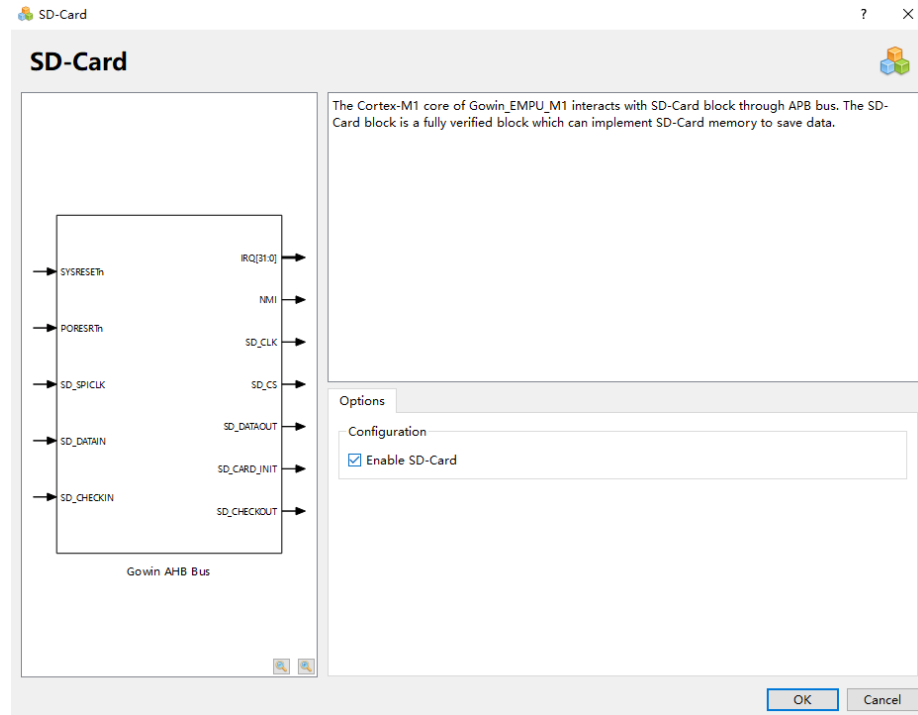 SD-Card
?
SD-Card
The Cortex-M1 core of Gowin_EMPU_M1 interacts with SD-Card block through APB bus. The SD-
Card block is a fully verified block which can implement SD-Card memory to save data.
SYSRESETn
PORESRTn
SD_SPICLK
SD_DATAIN
SD_CHECKIN
IRQ[31:0]
NMI
SD_CLK
SD_CS
SD_DATAOUT
SD_CARD_INIT
SD_CHECKOUT
Gowin AHB Bus
Options
Configuration
Enable SD-Card
OK
Cancel